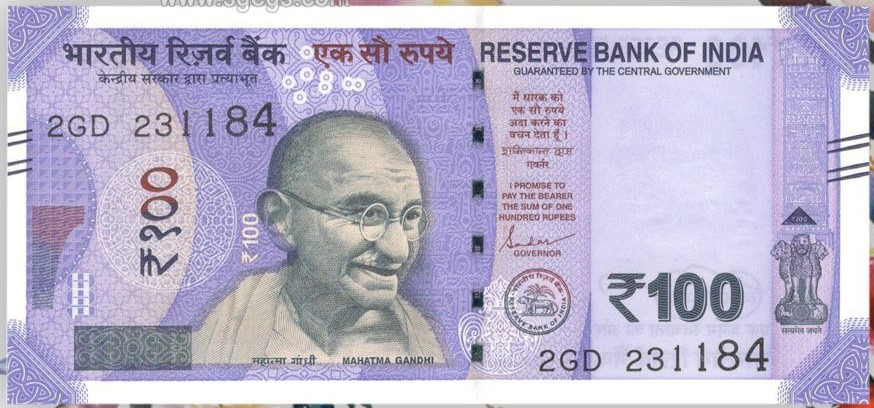 www.sgcgs.com
भारतीय रिज़र्व बैंक
केन्द्रीय सरकार द्वारा प्रत्याभूत
एक सौ रुपये
RESERVE BANK OF INDIA
GUARANTEED BY THE CENTRAL GOVERNMENT
2GD 231184
₹१००
₹100
मैं धारक को
एक सौ रुपये
अदा करने का
वचन देता हूँ ।
शक्तिकान्त दास
गवर्नर
I PROMISE TO
PAY THE BEARER
THE SUM OF ONE
HUNDRED RUPEES
GOVERNOR
भारतीय रिज़र्व बैंक
RESERVE BANK OF INDIA
₹100
₹100
सत्यमेव जयते
महात्मा गांधी MAHATMA GANDHI
2GD 231184